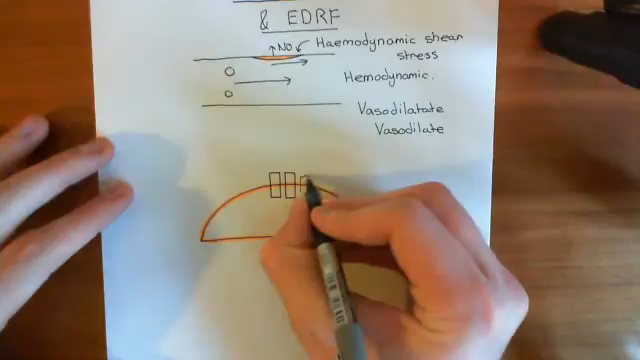 & EDRF
↑NO Haemodynamic shear
stress
Hemodynamic.
Vasodilatate
Vasodilate